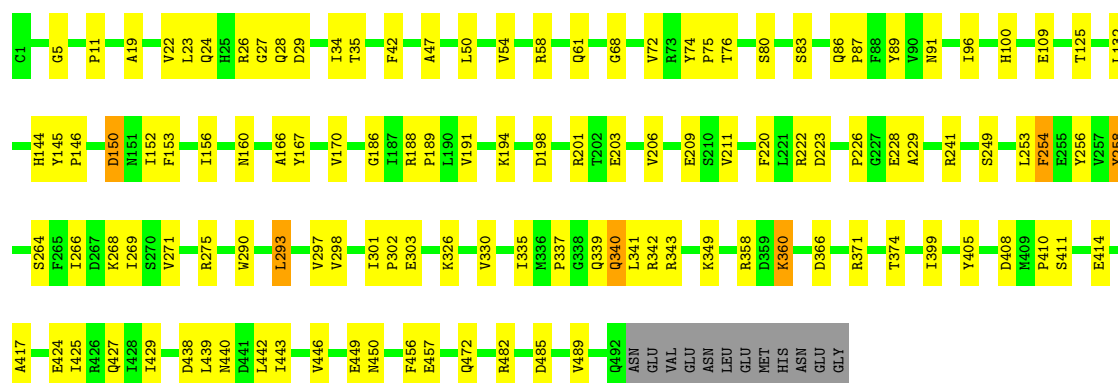 C1 G5 P11 A19 V22 L23 Q24 H25 R26 G27 Q28 D29 I34 T35 F42 A47 L50 V54 R58 Q61 G68 V72 R73 Y74 P75 T76 S80 S83 Q86 P87 F88 Y89 V90 N91 I96 H100 E109 T125 L132
H144 Y145 P146 D150 N151 I152 F153 I156 N160 A166 Y167 V170 G186 I187 R188 P189 L190 V191 K194 D198 R201 T202 E203 V206 E209 S210 V211 F220 L221 R222 D223 P226 G227 E228 A229 R241 S249 L253 F254 E255 Y256 V257
S264 F265 I266 D267 K268 I269 S270 V271 R275 W290 L293 V297 V298 I301 P302 E303 K326 V330 I335 M336 P337 G338 Q339 Q340 L341 R342 R343 K349 R358 D359 K360 D366 R371 T374 I399 Y405 D408 M409 P410 S411 E414
A417 E424 I425 R426 Q427 I428 I429 D438 L439 N440 D441 L442 I443 V446 E449 N450 F456 E457 Q472 R482 D485 V489 Q492 ASN GLU VAL GLU ASN LEU GLU MET HIS ASN GLU GLY